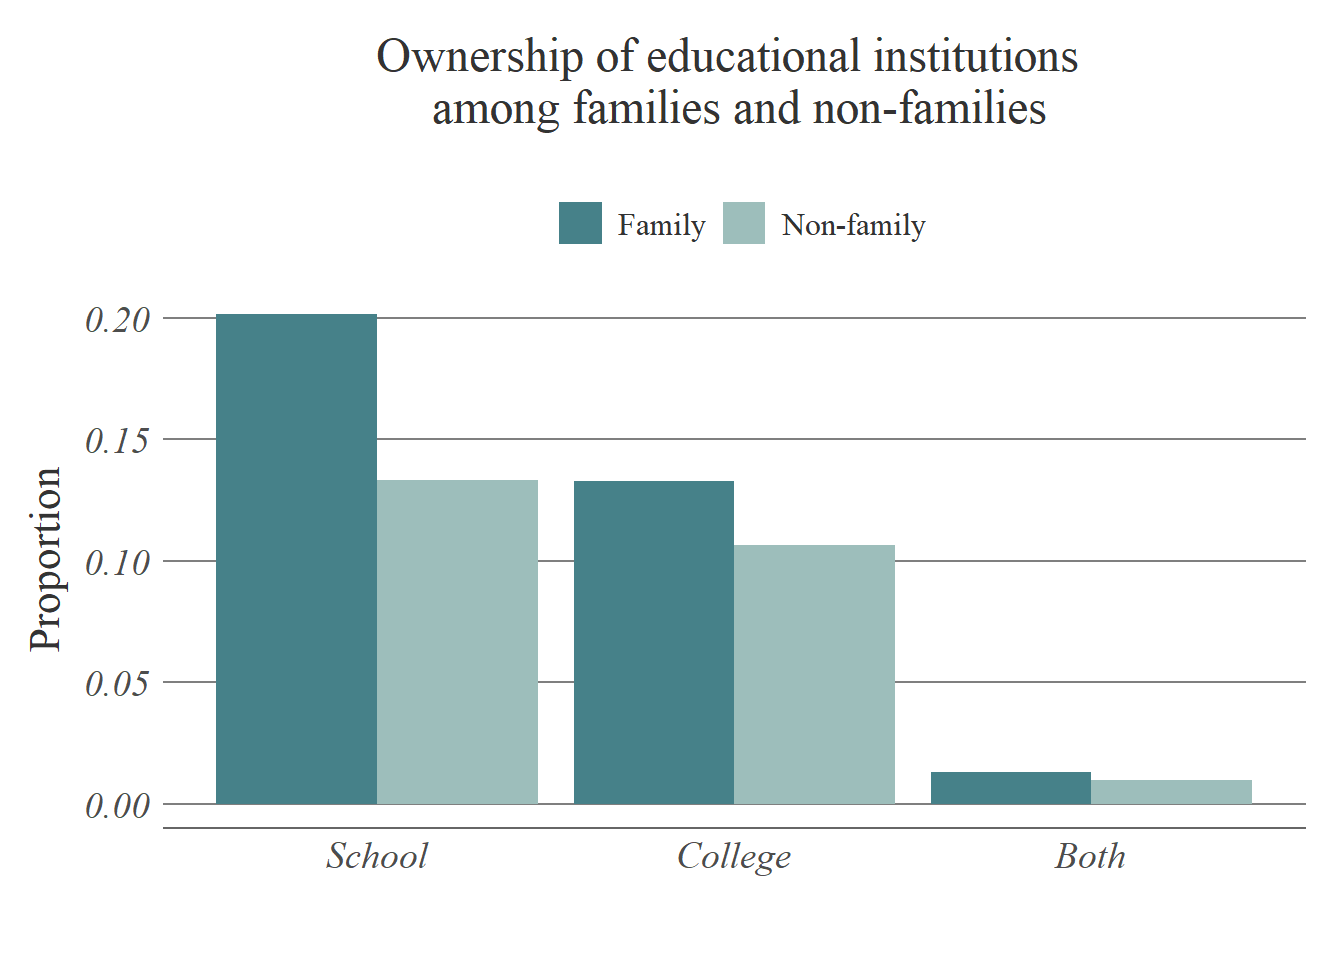 Ownership of educational institutions
among families and non-families
Family
Non-family
0.20
0.15
0.10
0.05
0.00
Proportion
School
College
Both